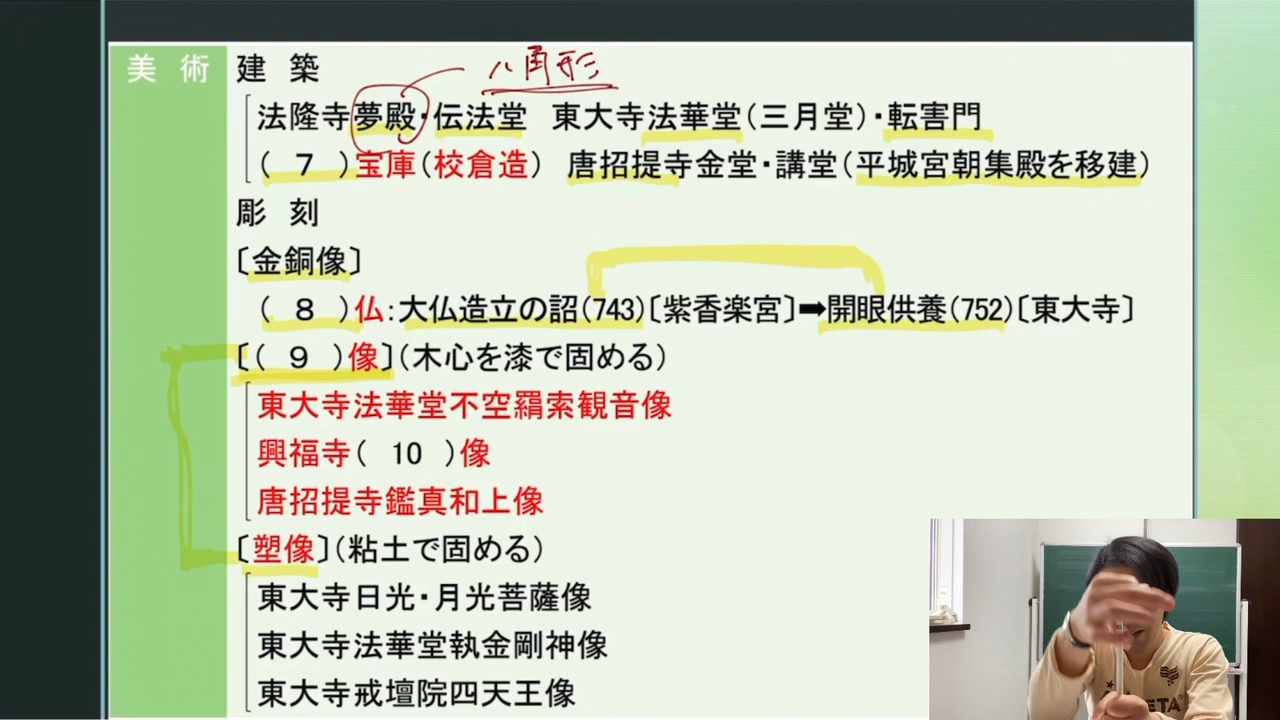 美術
建築
八角形
法隆寺夢殿・伝法堂　東大寺法華堂（三月堂）・転害門
（　７　）宝庫（校倉造）　唐招提寺金堂・講堂（平城宮朝集殿を移建）
彫刻
〔金銅像〕
（　８　）仏：大仏造立の詔（743）〔紫香楽宮〕➡開眼供養（752）〔東大寺〕
〔（　９　）像〕（木心を漆で固める）
東大寺法華堂不空羂索観音像
興福寺（　10　）像
唐招提寺鑑真和上像
〔塑像〕（粘土で固める）
東大寺日光・月光菩薩像
東大寺法華堂執金剛神像
東大寺戒壇院四天王像